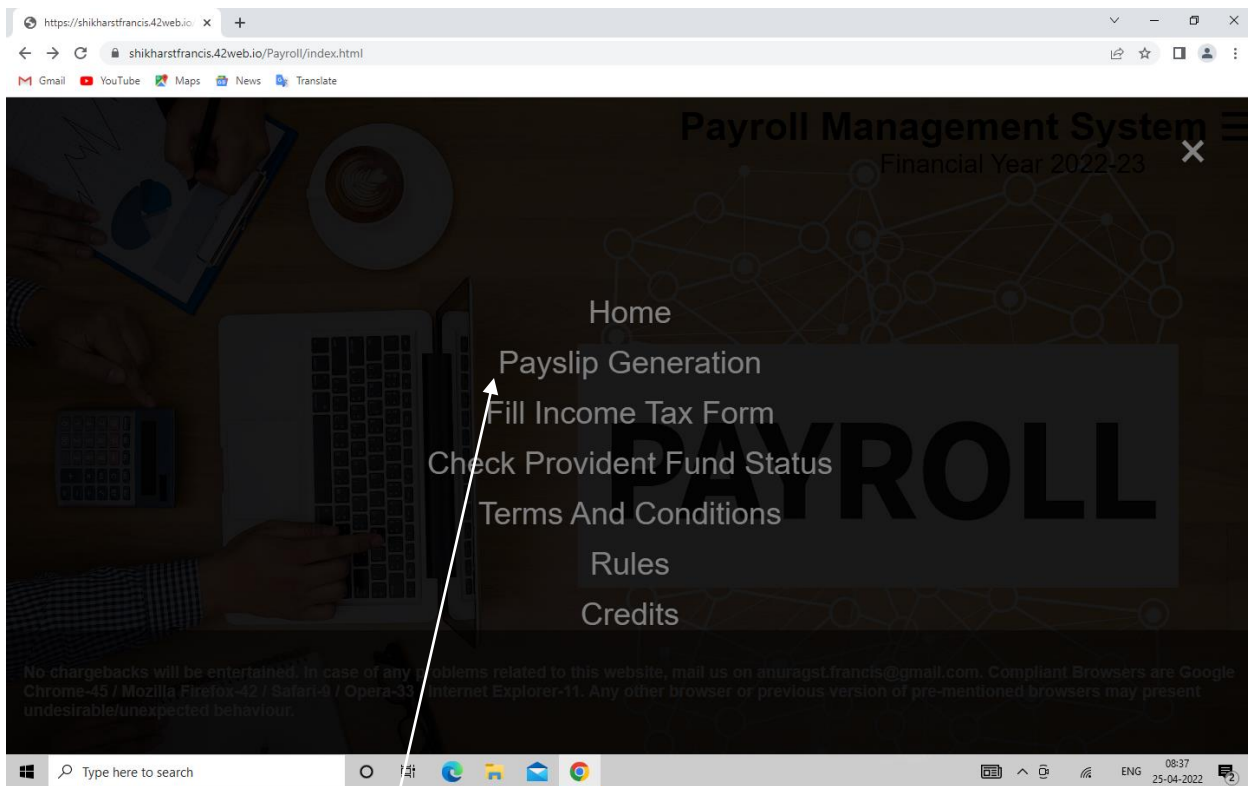 https://shikharstfrancis.42web.io/
shikharstfrancis.42web.io/Payroll/index.html
Gmail YouTube Maps News Translate
Payroll Management System
Financial Year 2022-23
Home
Payslip Generation
Fill Income Tax Form
Check Provident Fund Status
Terms And Conditions
Rules
Credits
PAYROLL
No chargebacks will be entertained. In case of any problems related to this website, mail us on anuragst.francis@gmail.com. Compliant Browsers are Google
Chrome-45 / Mozilla Firefox-42 / Safari-9 / Opera-33 / Internet Explorer-11. Any other browser or previous version of pre-mentioned browsers may present
undesirable/unexpected behaviour.
Type here to search
ENG
08:37
25-04-2022
2